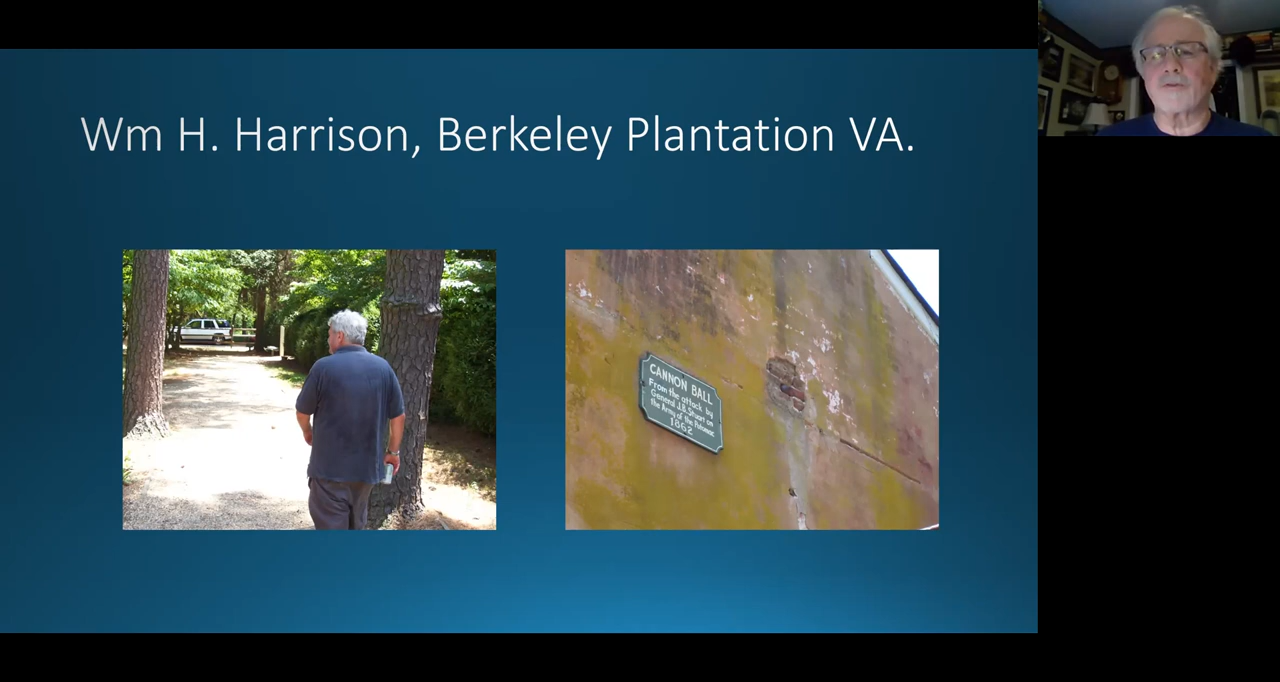 Wm H. Harrison, Berkeley Plantation VA.
CANNON BALL
From the attack by
General J.B. Stuart on
the Army of the Potomac
1862